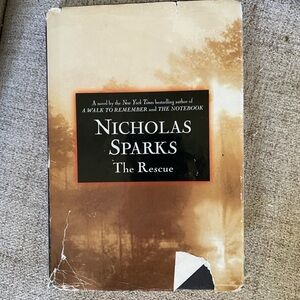 A novel by the New York Times bestselling author of
A WALK TO REMEMBER and THE NOTEBOOK
NICHOLAS
SPARKS
The Rescue